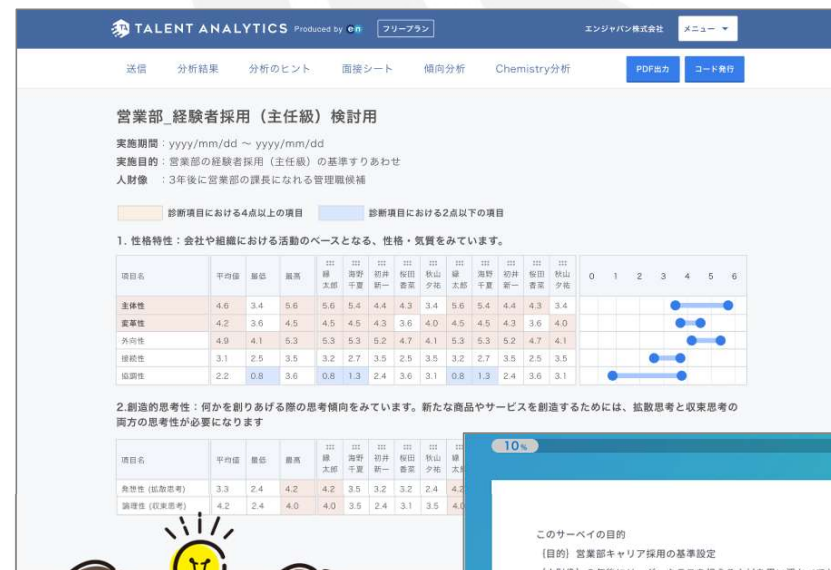 TALENT ANALYTICS Produced by en フリープラン エンジャパン株式会社 メニュー
送信 分析結果 分析のヒント 面接シート 傾向分析 Chemistry分析 PDF出力 コード発行
営業部_経験者採用（主任級）検討用
実施期間：yyyy/mm/dd ～ yyyy/mm/dd
実施目的：営業部の経験者採用（主任級）の基準すりあわせ
人財像 ：3年後に営業部の課長になれる管理職候補
診断項目における4点以上の項目 診断項目における2点以下の項目
1. 性格特性：会社や組織における活動のベースとなる、性格・気質をみています。
項目名 平均値 最低 最高 緑太郎 海野千夏 初井新一 桜田香菜 秋山夕祐 緑太郎 海野千夏 初井新一 桜田香菜 秋山夕祐 0 1 2 3 4 5 6
主体性 4.6 3.4 5.6 5.6 5.4 4.4 4.3 3.4 5.6 5.4 4.4 4.3 3.4
変革性 4.2 3.6 4.5 4.5 4.5 4.3 3.6 4.0 4.5 4.5 4.3 3.6 4.0
外向性 4.9 4.1 5.3 5.3 5.3 5.2 4.7 4.1 5.3 5.3 5.2 4.7 4.1
接続性 3.1 2.5 3.5 3.2 2.7 3.5 2.5 3.5 3.2 2.7 3.5 2.5 3.5
協調性 2.2 0.8 3.6 0.8 1.3 2.4 3.6 3.1 0.8 1.3 2.4 3.6 3.1
2.創造的思考性：何かを創りあげる際の思考傾向をみています。新たな商品やサービスを創造するためには、拡散思考と収束思考の
両方の思考性が必要になります
項目名 平均値 最低 最高 緑太郎 海野千夏 初井新一 桜田香菜 秋山夕祐
発想性 (拡散思考) 3.3 2.4 4.2 4.2 3.5 3.2 3.2 2.4 4.2
論理性 (収束思考) 4.2 2.4 4.0 4.0 3.5 2.4 3.1 3.5 4.0
10%
このサーベイの目的
{目的} 営業部キャリア採用の基準設定